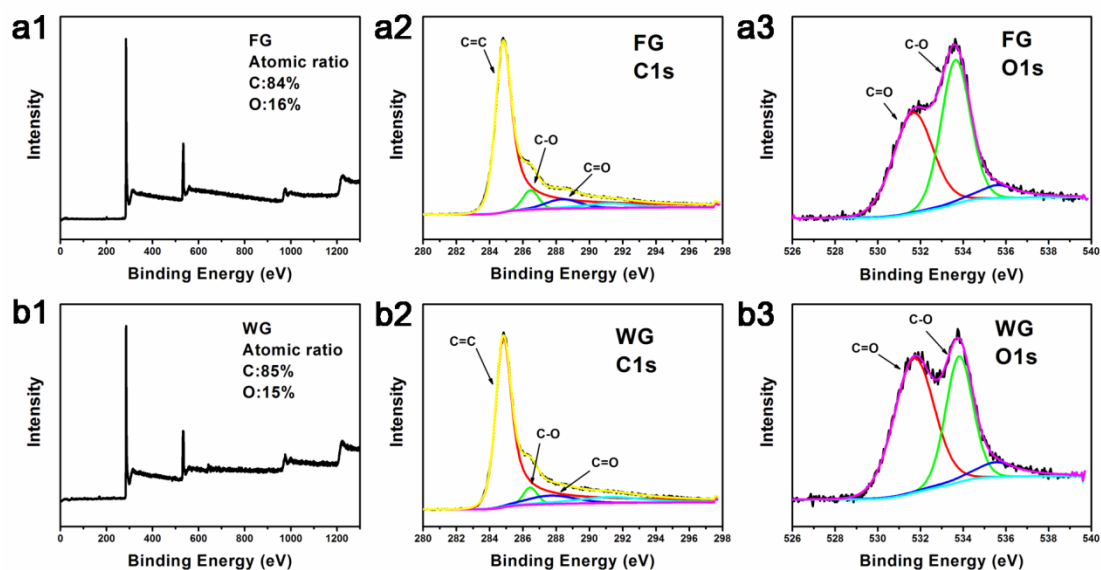 a1
FG
Atomic ratio
C:84%
O:16%
Intensity
0 200 400 600 800 1000 1200
Binding Energy (eV)
a2
C=C
FG
C1s
C-O
C=O
Intensity
280 282 284 286 288 290 292 294 296 298
Binding Energy (eV)
a3
C-O
FG
O1s
C=O
Intensity
526 528 530 532 534 536 538 540
Binding Energy (eV)
b1
WG
Atomic ratio
C:85%
O:15%
Intensity
0 200 400 600 800 1000 1200
Binding Energy (eV)
b2
C=C
WG
C1s
C-O
C=O
Intensity
280 282 284 286 288 290 292 294 296 298
Binding Energy (eV)
b3
C-O
WG
O1s
C=O
Intensity
526 528 530 532 534 536 538 540
Binding Energy (eV)